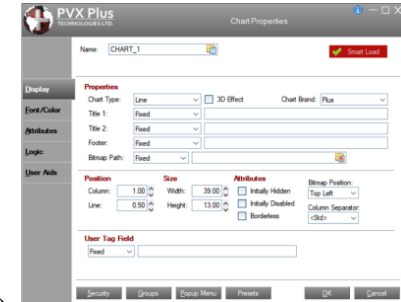 PVX Plus
TECHNOLOGIES LTD.
Chart Properties
Name: CHART_1
Smart Load
Display
Font/Color
Attributes
Logic
User Aids
Properties
Chart Type: Line 3D Effect Chart Brand: Plus
Title 1: Fixed
Title 2: Fixed
Footer: Fixed
Bitmap Path: Fixed
Position Size Attributes
Column: 1.00 Width: 39.00 Initially Hidden
Line: 0.50 Height: 13.00 Initially Disabled
Borderless
Bitmap Position:
Top Left
Column Separator:
<Std>
User Tag Field
Fixed
Security Groups Popup Menu Presets OK Cancel